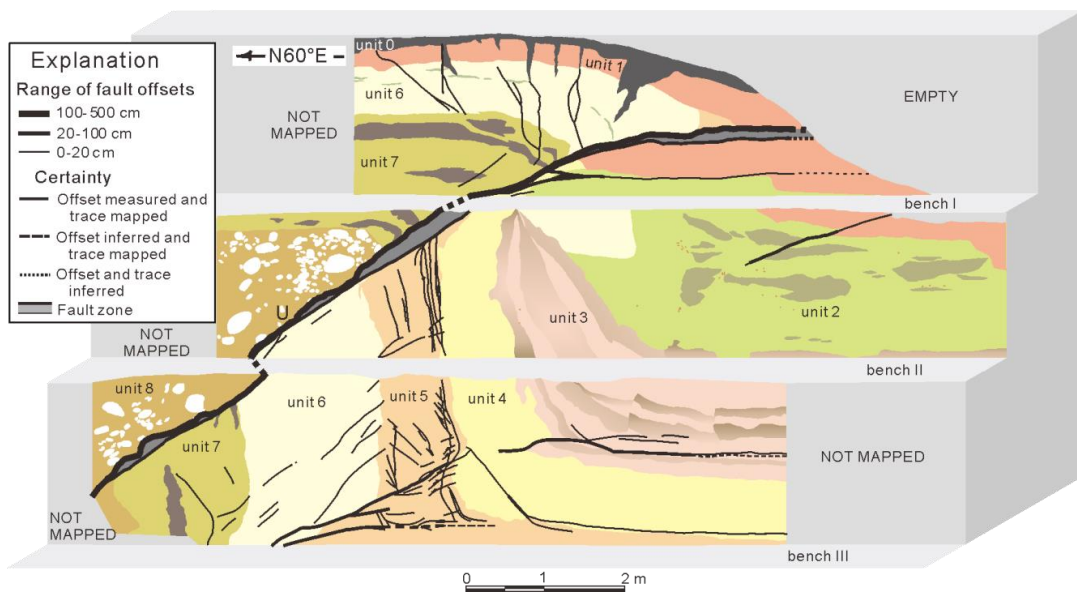 Explanation
Range of fault offsets
100-500 cm
20-100 cm
0-20 cm
Certainty
Offset measured and
trace mapped
Offset inferred and
trace mapped
Offset and trace
inferred
Fault zone
N60°E
unit 0
unit 1
unit 6
unit 7
NOT
MAPPED
EMPTY
bench I
U
unit 3
unit 2
NOT
MAPPED
bench II
unit 8
unit 7
unit 6
unit 5
unit 4
NOT MAPPED
NOT
MAPPED
bench III
0 1 2 m